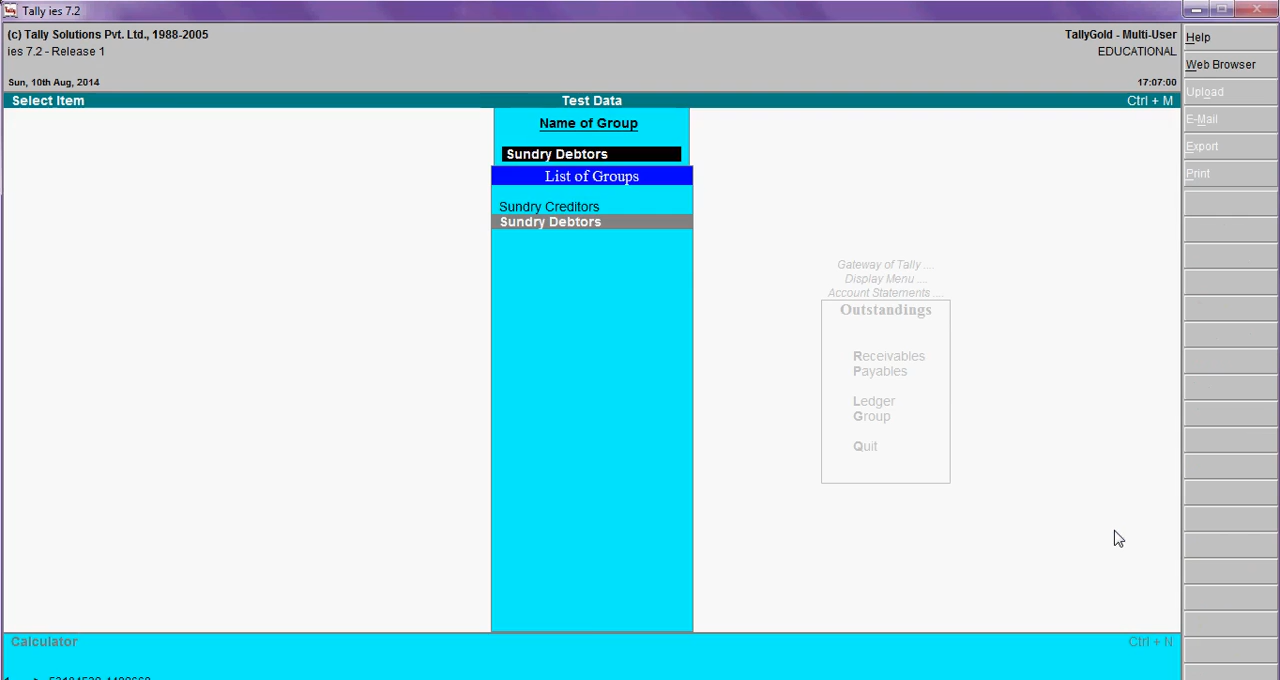 Tally ies 7.2
(c) Tally Solutions Pvt. Ltd., 1988-2005
TallyGold - Multi-User
ies 7.2 - Release 1
EDUCATIONAL
Sun, 10th Aug, 2014
17:07:00
Select Item
Test Data
Ctrl + M
Name of Group
Sundry Debtors
List of Groups
Sundry Creditors
Sundry Debtors
Gateway of Tally ....
Display Menu ....
Account Statements ....
Outstandings
Receivables
Payables
Ledger
Group
Quit
Help
Web Browser
Upload
E-Mail
Export
Print
Calculator
Ctrl + N